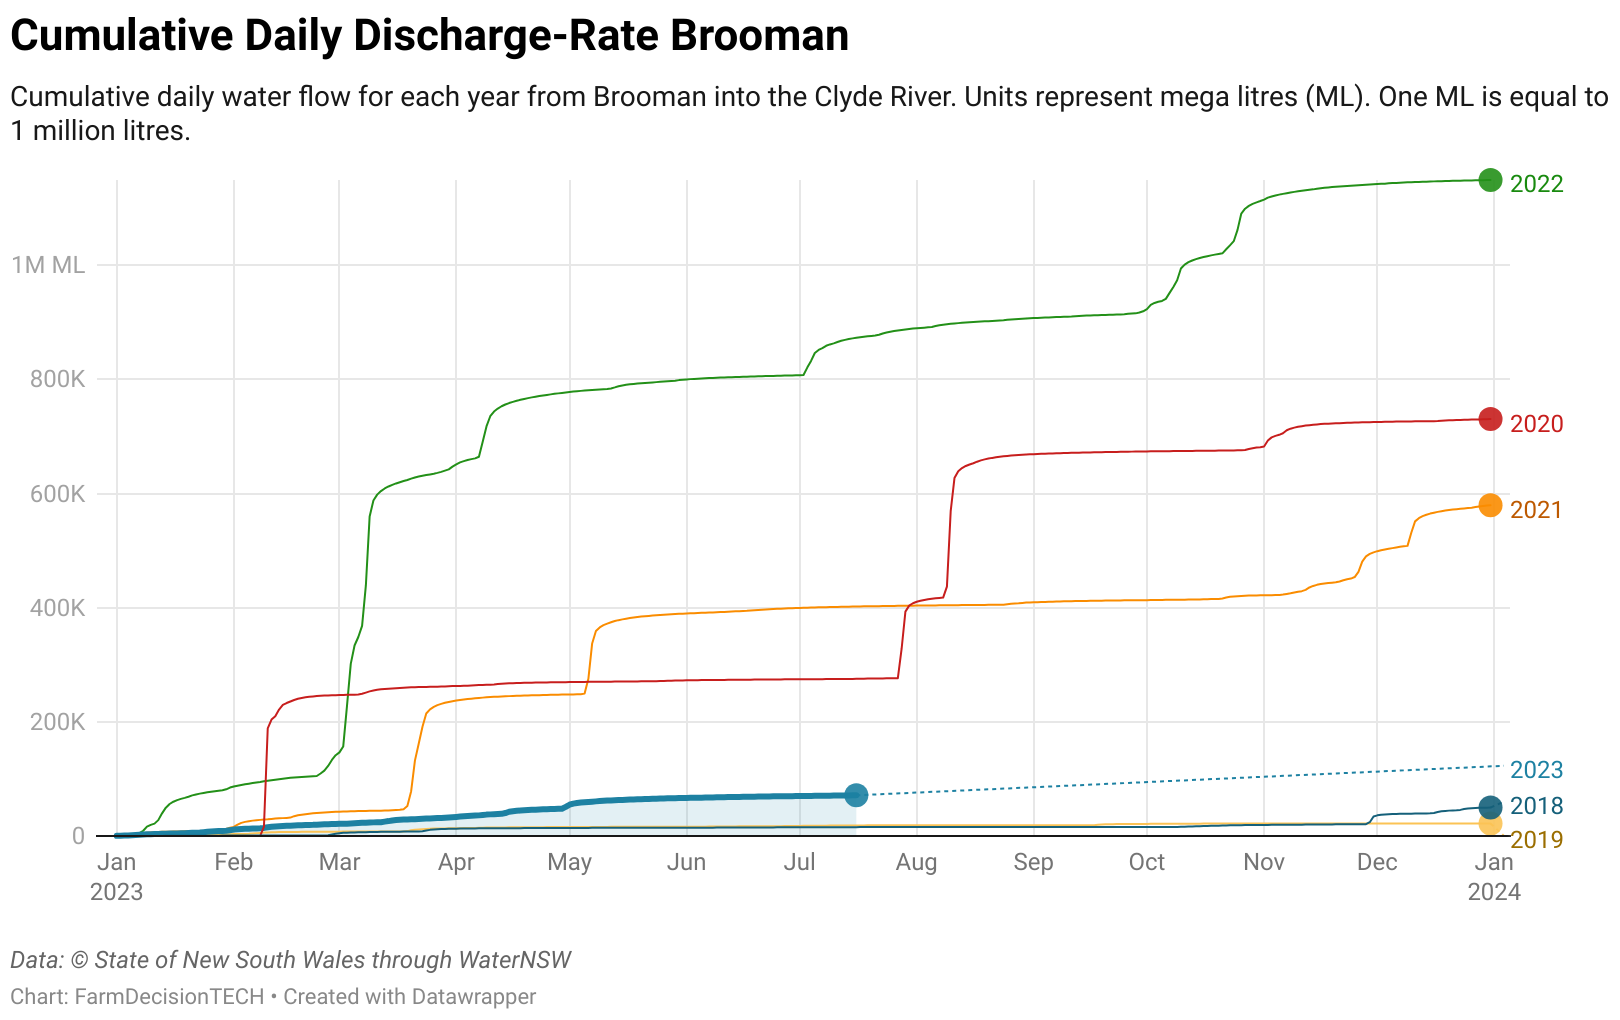 Cumulative Daily Discharge-Rate Brooman
Cumulative daily water flow for each year from Brooman into the Clyde River. Units represent mega litres (ML). One ML is equal to
1 million litres.
2022
1M ML
800K
2020
600K
2021
400K
200K
2023
2018
0
2019
Jan Feb Mar Apr May Jun Jul Aug Sep Oct Nov Dec Jan
2023 2024
Data: © State of New South Wales through WaterNSW
Chart: FarmDecisionTECH • Created with Datawrapper